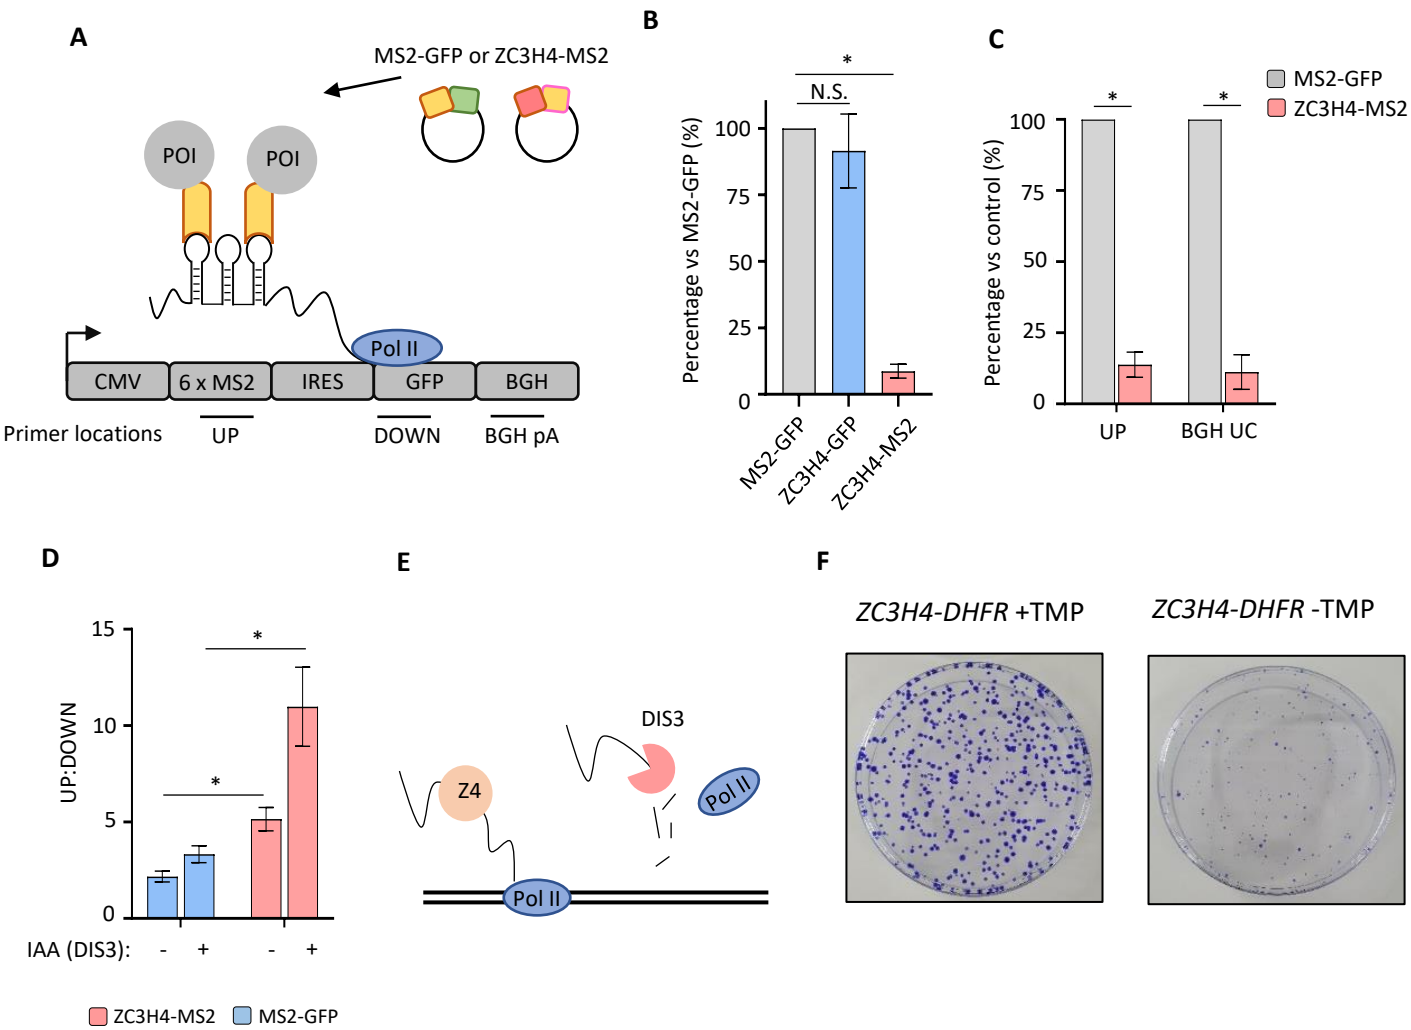 A
MS2-GFP or ZC3H4-MS2
POI
POI
Pol II
CMV
6 x MS2
IRES
GFP
BGH
Primer locations
UP
DOWN
BGH pA
B
Percentage vs MS2-GFP (%)
100
75
50
25
0
*
N.S.
MS2-GFP
ZC3H4-GFP
ZC3H4-MS2
C
MS2-GFP
ZC3H4-MS2
Percentage vs control (%)
100
75
50
25
0
*
*
UP
BGH UC
D
UP:DOWN
15
10
5
0
*
*
IAA (DIS3): - + - +
ZC3H4-MS2 MS2-GFP
E
Z4
Pol II
DIS3
Pol II
F
ZC3H4-DHFR +TMP
ZC3H4-DHFR -TMP